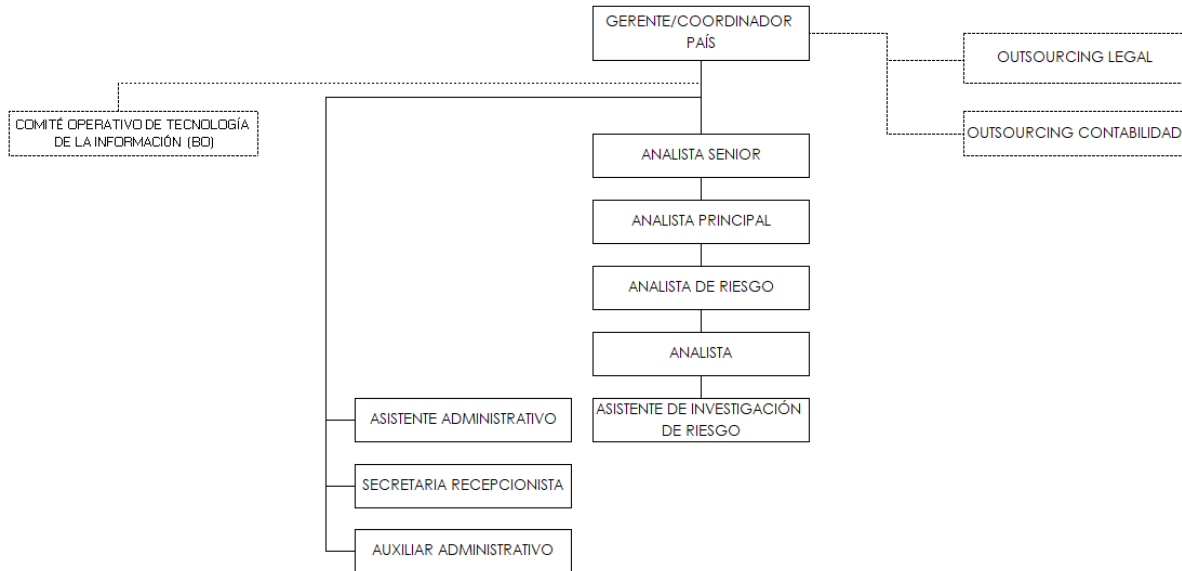 GERENTE/COORDINADOR
PAÍS
OUTSOURCING LEGAL
COMITÉ OPERATIVO DE TECNOLOGÍA
DE LA INFORMACIÓN (BO)
OUTSOURCING CONTABILIDAD
ANALISTA SENIOR
ANALISTA PRINCIPAL
ANALISTA DE RIESGO
ANALISTA
ASISTENTE DE INVESTIGACIÓN
DE RIESGO
ASISTENTE ADMINISTRATIVO
SECRETARIA RECEPCIONISTA
AUXILIAR ADMINISTRATIVO